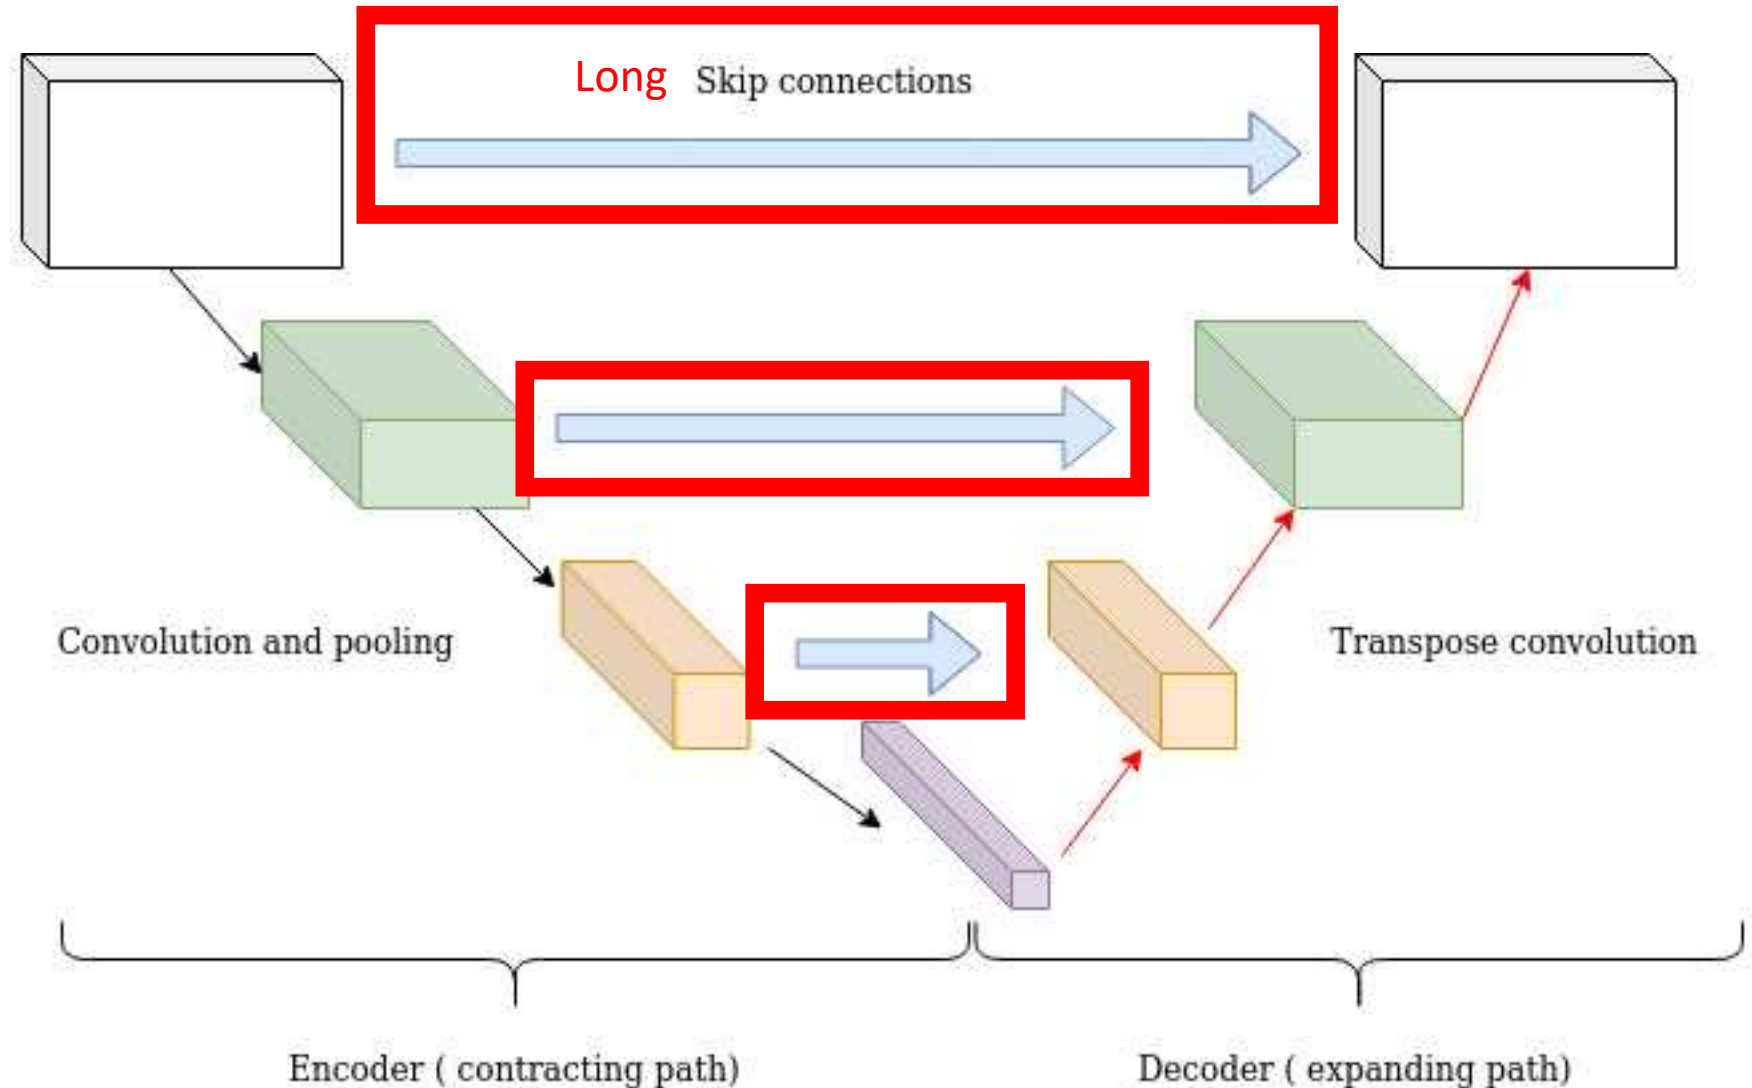 Long Skip connections
Convolution and pooling
Transpose convolution
Encoder ( contracting path)
Decoder ( expanding path)